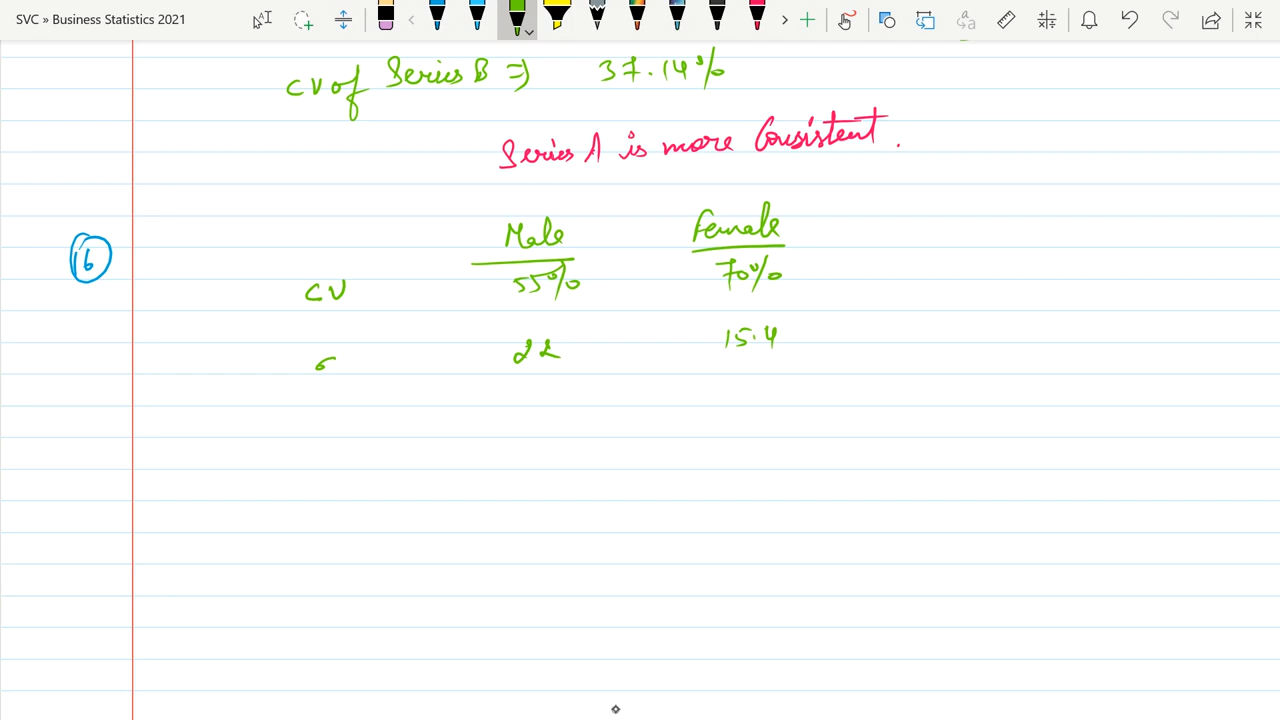 SVC » Business Statistics 2021
CV of Series B ⇒ 37.14%
Series A is more Consistent.
16
Male Female
CV 55% 70%
σ 22 15.4